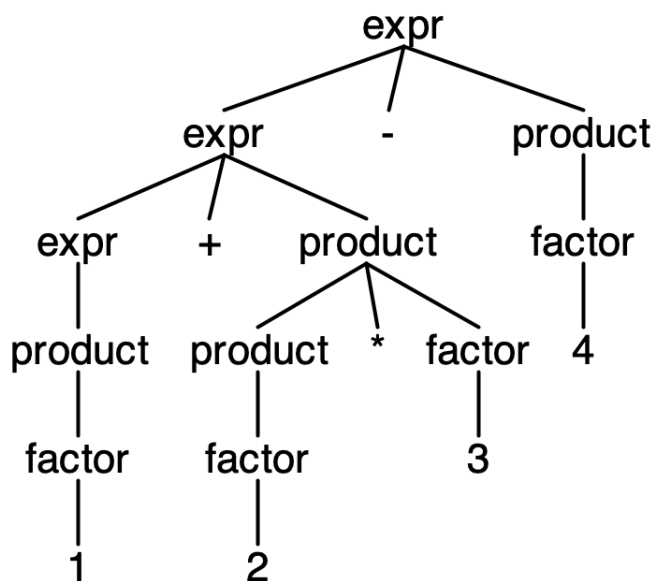 expr
expr - product
expr + product factor
product product * factor 4
factor factor 3
1 2